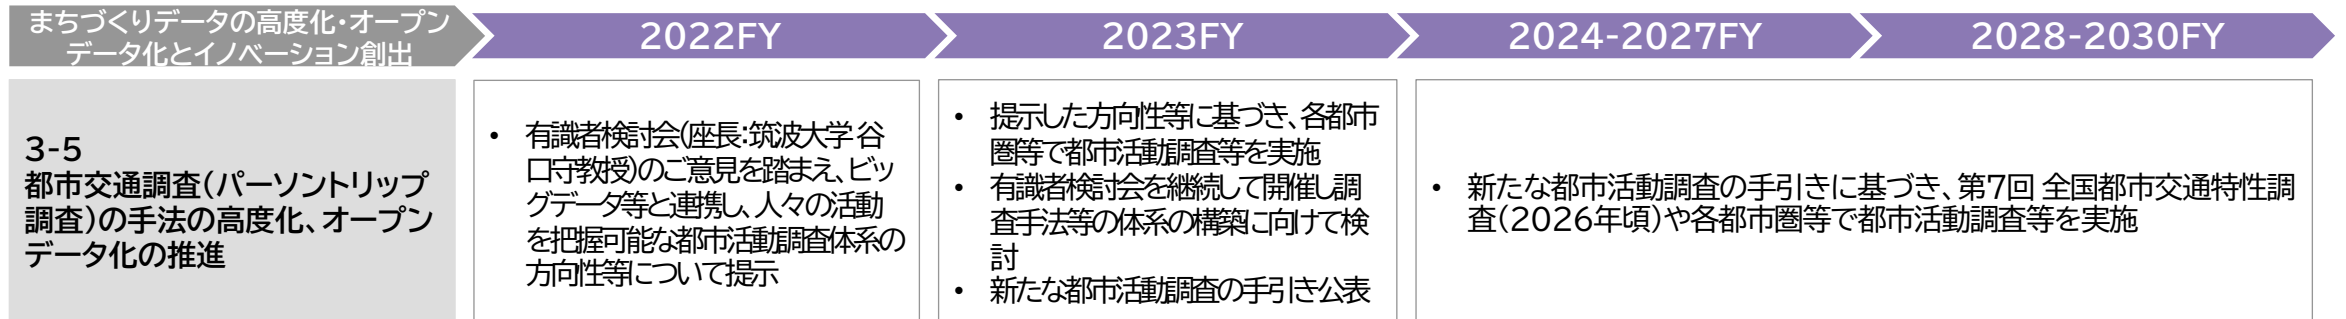 まちづくりデータの高度化・オープン
データ化とイノベーション創出
2022FY
2023FY
2024-2027FY
2028-2030FY
3-5
都市交通調査(パーソントリップ
調査)の手法の高度化、オープン
データ化の推進
• 有識者検討会(座長:筑波大学 谷
口守教授)のご意見を踏まえ、ビッ
グデータ等と連携し、人々の活動
を把握可能な都市活動調査体系の
方向性等について提示
• 提示した方向性等に基づき、各都市
圏等で都市活動調査等を実施
• 有識者検討会を継続して開催し調
査手法等の体系の構築に向けて検
討
• 新たな都市活動調査の手引き公表
• 新たな都市活動調査の手引きに基づき、第7回 全国都市交通特性調
査(2026年頃)や各都市圏等で都市活動調査等を実施